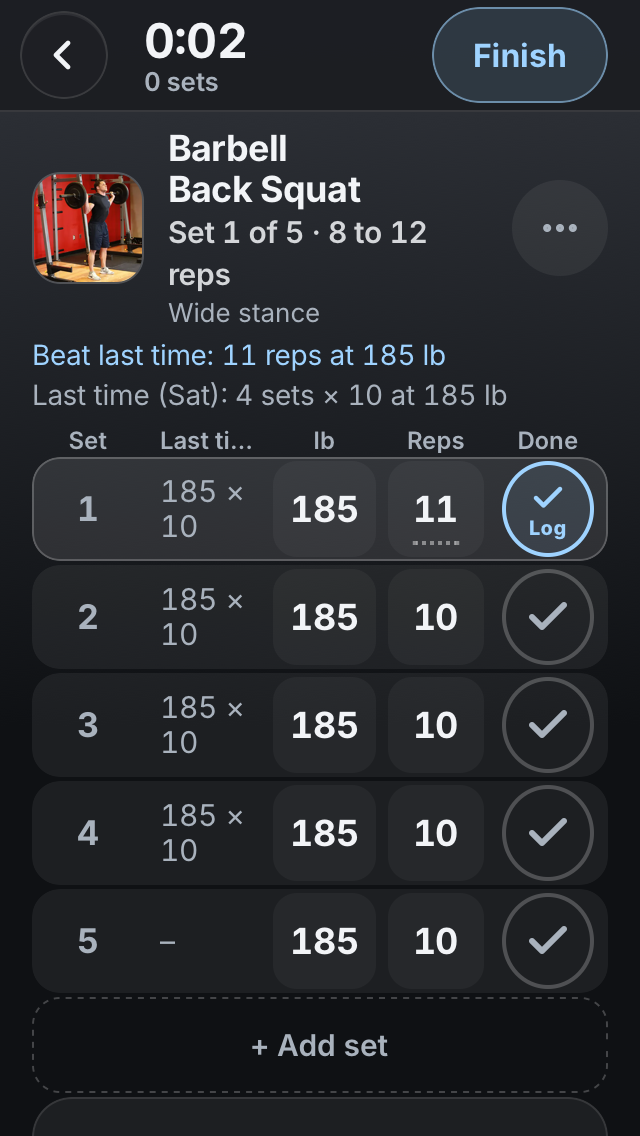 0:02
0 sets
Finish
Barbell
Back Squat
Set 1 of 5 · 8 to 12
reps
Wide stance
Beat last time: 11 reps at 185 lb
Last time (Sat): 4 sets × 10 at 185 lb
Set Last ti... lb Reps Done
1 185 × 10 185 11 Log
2 185 × 10 185 10
3 185 × 10 185 10
4 185 × 10 185 10
5 – 185 10
+ Add set